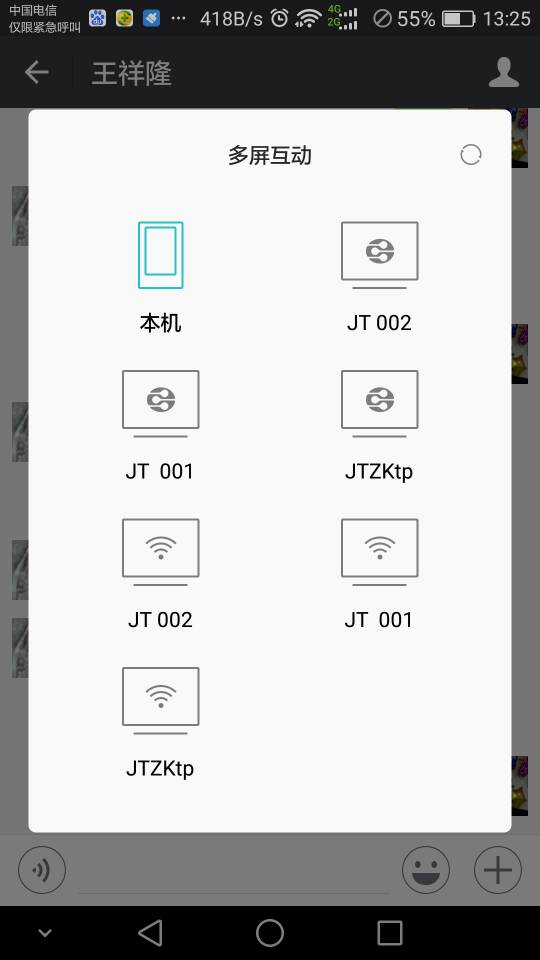 中国电信
仅限紧急呼叫
418B/s
4G
2G
55%
13:25
王祥隆
多屏互动
本机
JT 002
JT 001
JTZKtp
JT 002
JT 001
JTZKtp